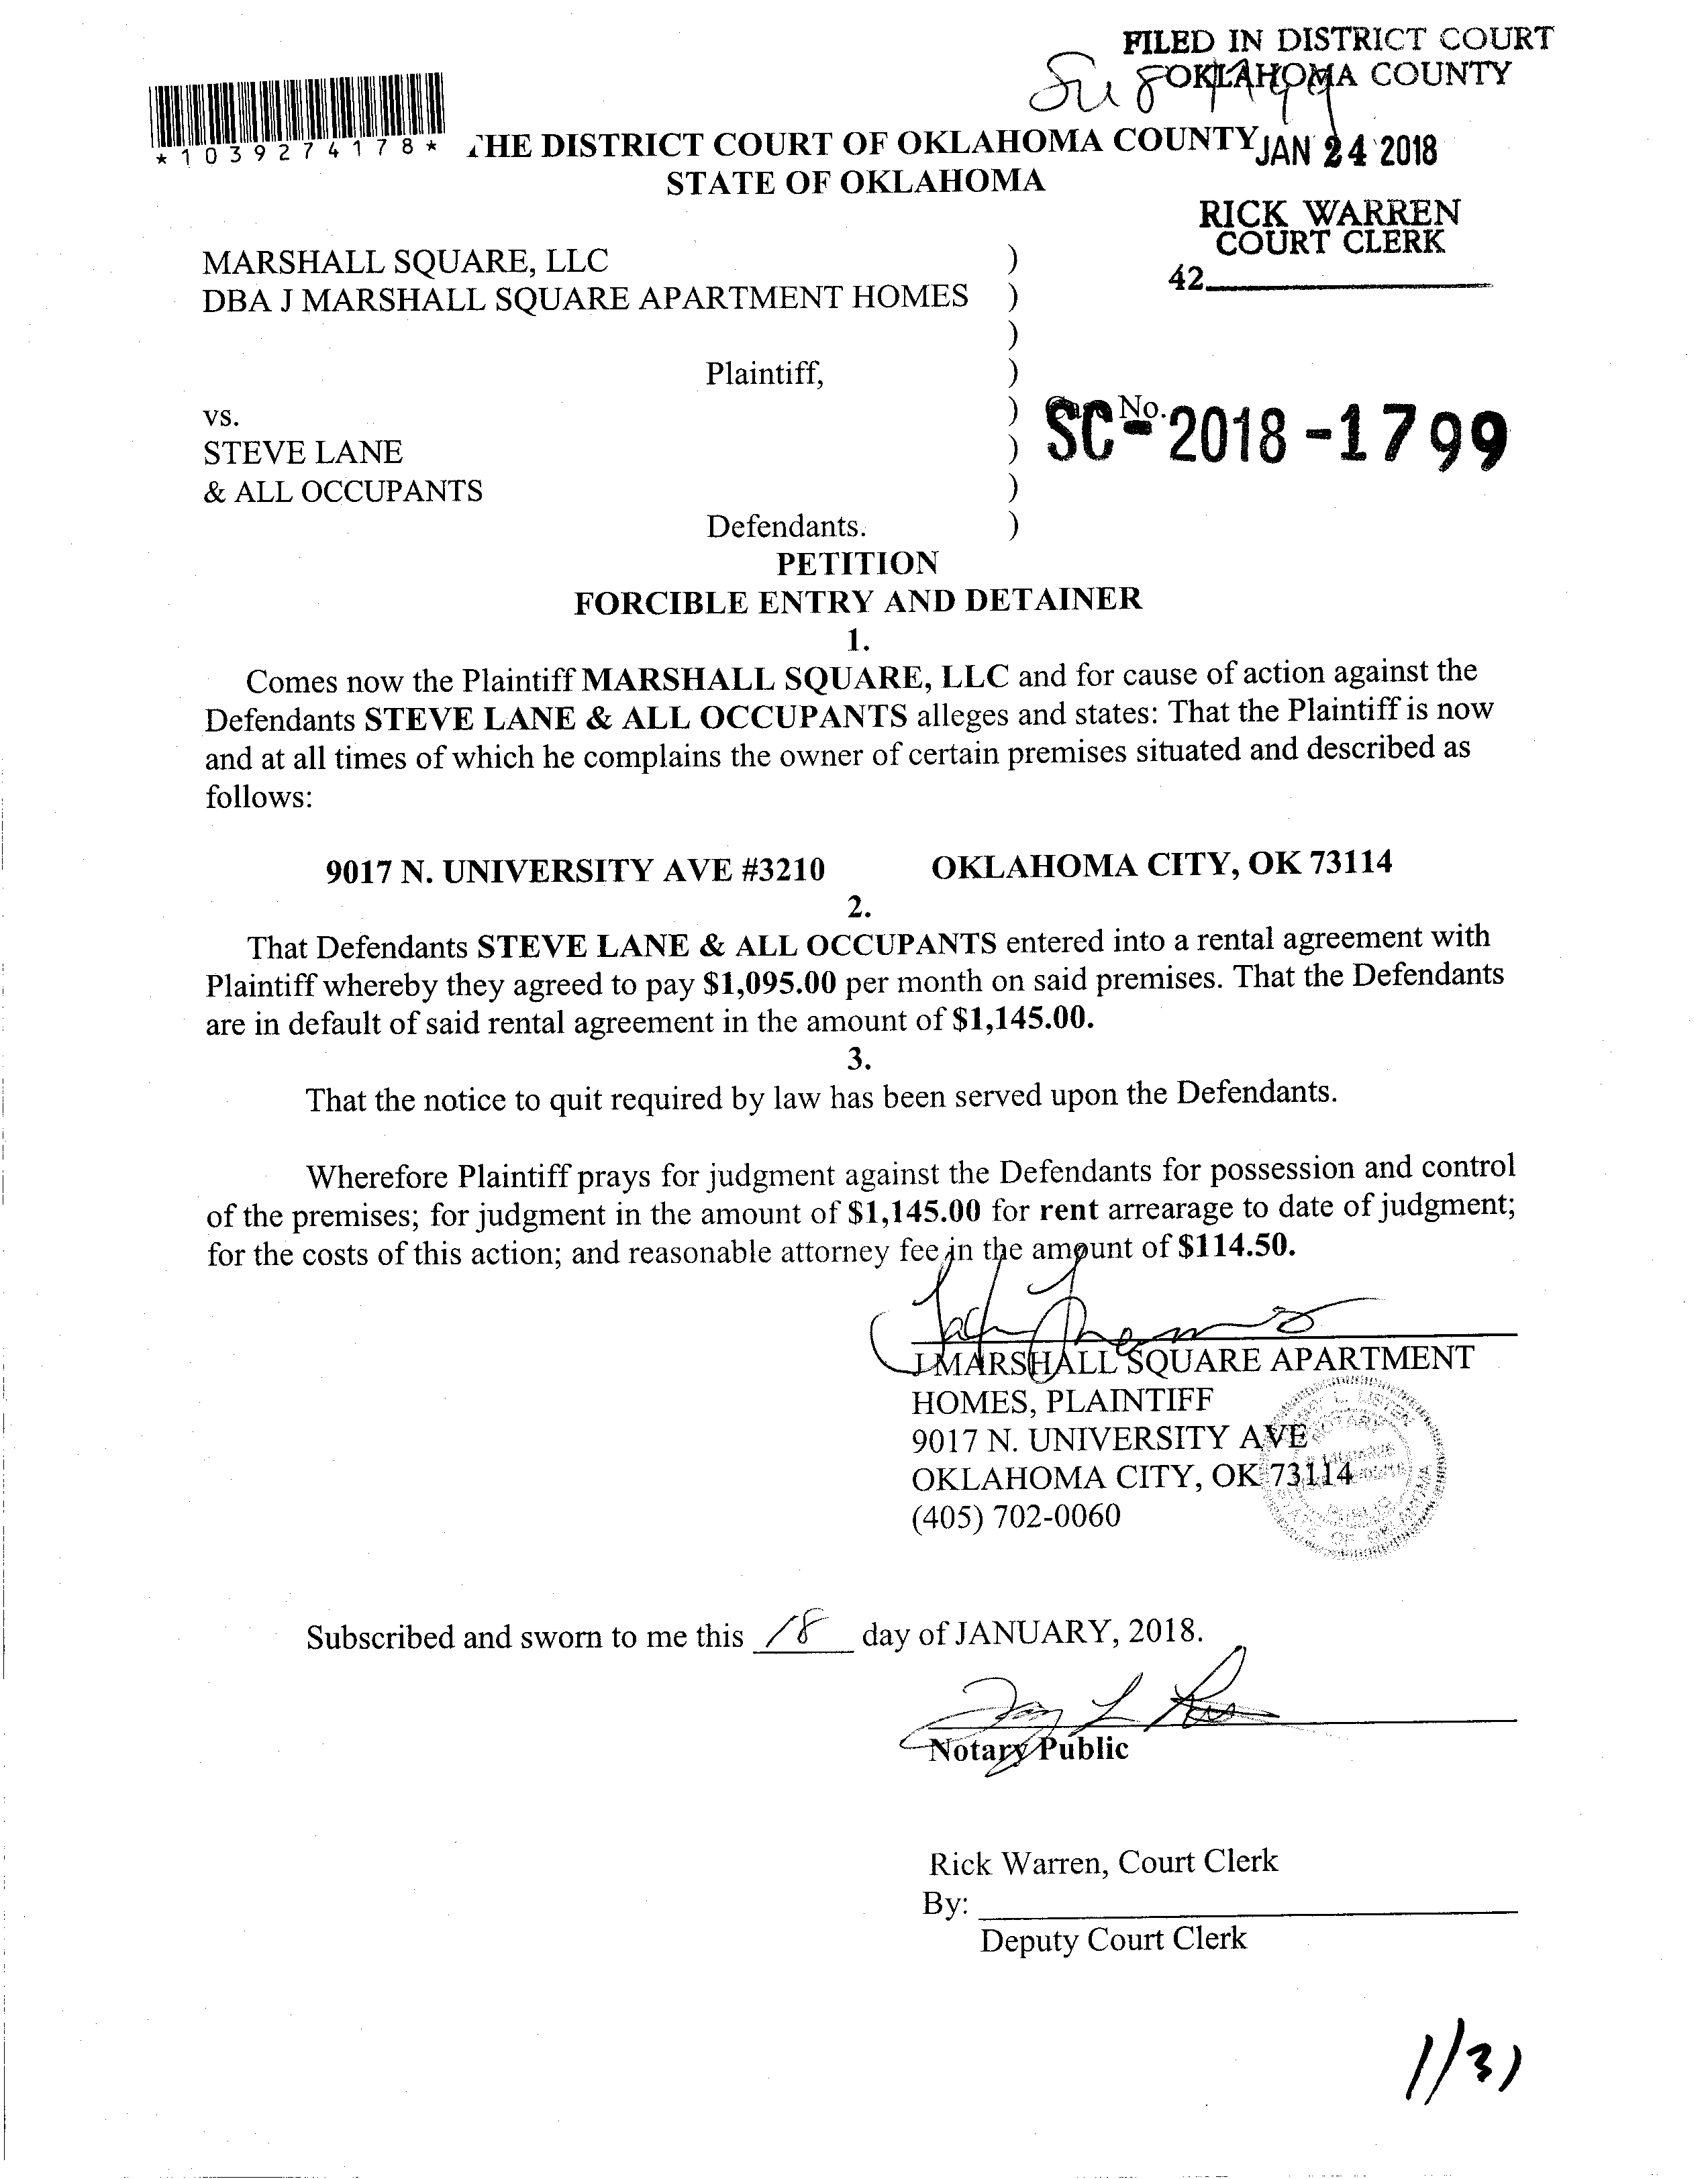 FILED IN DISTRICT COURT
OKLAHOMA COUNTY
*1039274178*
THE DISTRICT COURT OF OKLAHOMA COUNTY
JAN 24 2018
STATE OF OKLAHOMA
RICK WARREN
COURT CLERK
42
MARSHALL SQUARE, LLC )
DBA J MARSHALL SQUARE APARTMENT HOMES )
)
Plaintiff, )
vs. ) No.
SC-2018-1799
STEVE LANE )
& ALL OCCUPANTS )
Defendants. )
PETITION
FORCIBLE ENTRY AND DETAINER
1.
Comes now the Plaintiff MARSHALL SQUARE, LLC and for cause of action against the
Defendants STEVE LANE & ALL OCCUPANTS alleges and states: That the Plaintiff is now
and at all times of which he complains the owner of certain premises situated and described as
follows:
9017 N. UNIVERSITY AVE #3210 OKLAHOMA CITY, OK 73114
2.
That Defendants STEVE LANE & ALL OCCUPANTS entered into a rental agreement with
Plaintiff whereby they agreed to pay $1,095.00 per month on said premises. That the Defendants
are in default of said rental agreement in the amount of $1,145.00.
3.
That the notice to quit required by law has been served upon the Defendants.
Wherefore Plaintiff prays for judgment against the Defendants for possession and control
of the premises; for judgment in the amount of $1,145.00 for rent arrearage to date of judgment;
for the costs of this action; and reasonable attorney fee in the amount of $114.50.
J MARSHALL SQUARE APARTMENT
HOMES, PLAINTIFF
9017 N. UNIVERSITY AVE
OKLAHOMA CITY, OK 73114
(405) 702-0060
NOTARY
PUBLIC
STATE OF OKLAHOMA
Subscribed and sworn to me this 18 day of JANUARY, 2018.
Notary Public
Rick Warren, Court Clerk
By:
Deputy Court Clerk
1/31